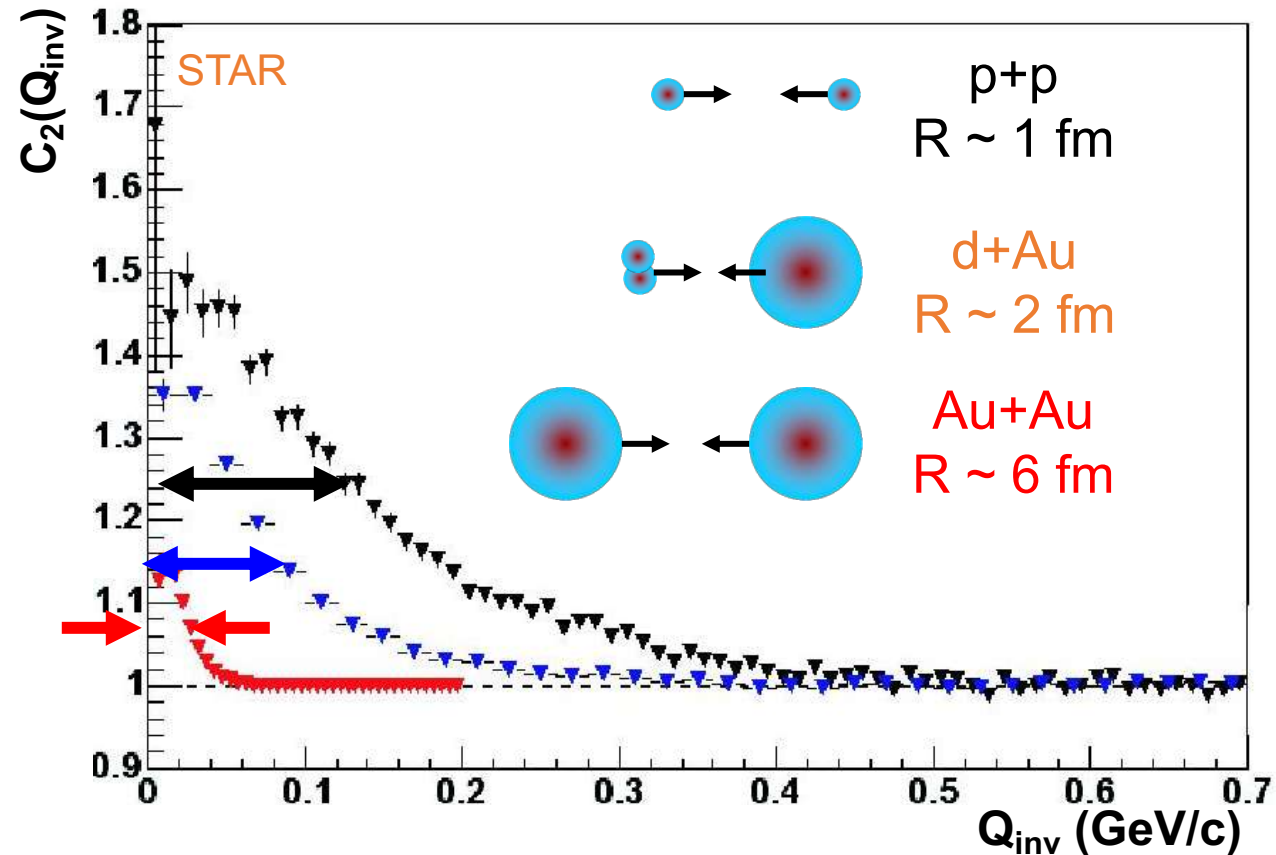 C₂(Q_inv)
1.8
1.7
1.6
1.5
1.4
1.3
1.2
1.1
1
0.9
STAR
p+p
R ~ 1 fm
d+Au
R ~ 2 fm
Au+Au
R ~ 6 fm
0 0.1 0.2 0.3 0.4 0.5 0.6 0.7
Q_inv (GeV/c)